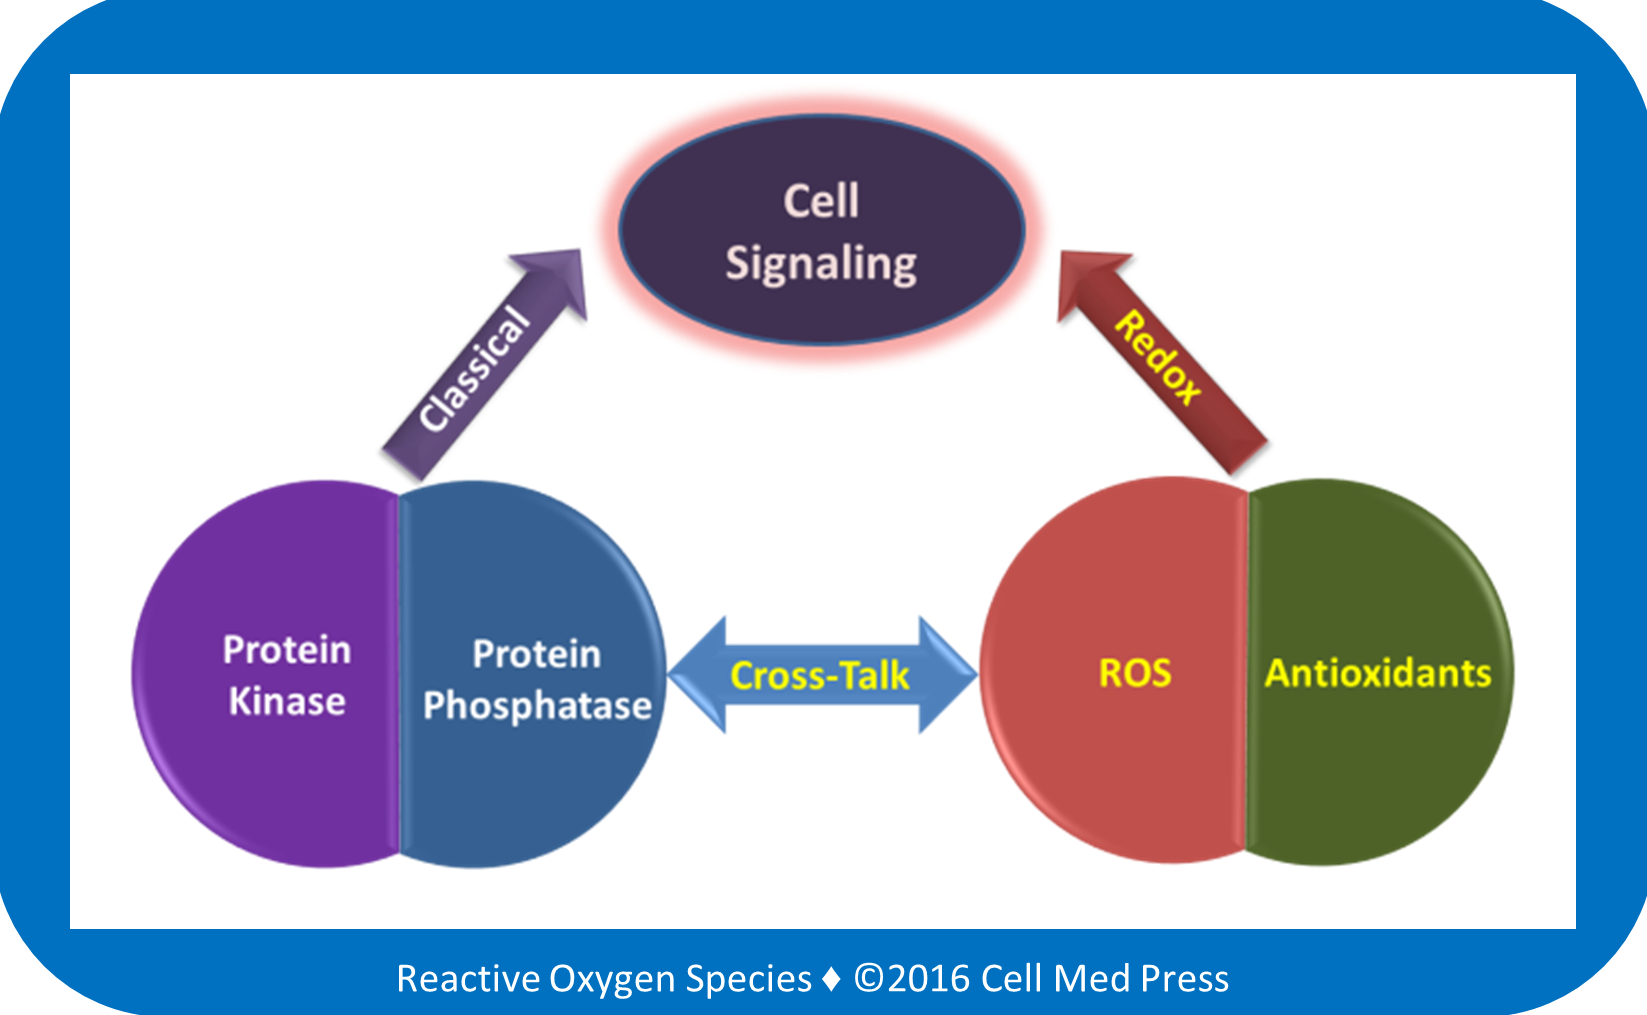 Cell
Signaling
Classical
Redox
Protein
Kinase
Protein
Phosphatase
Cross-Talk
ROS
Antioxidants
Reactive Oxygen Species ♦ ©2016 Cell Med Press